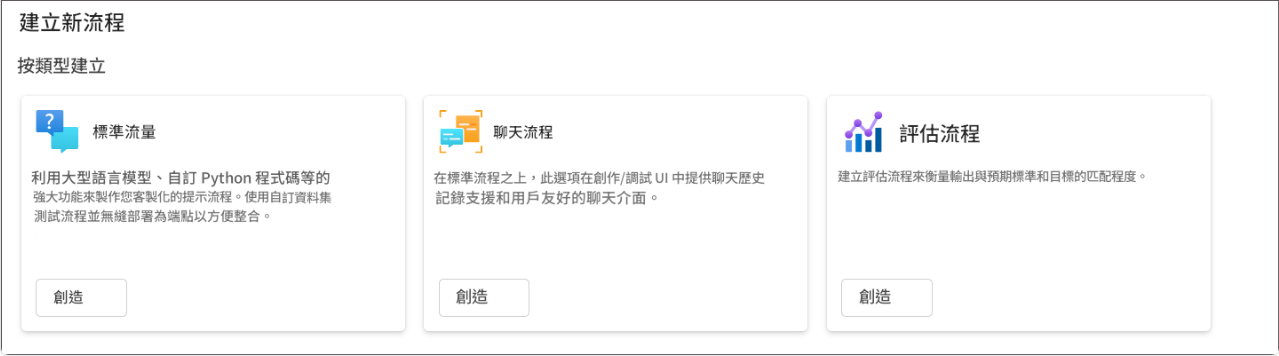 建立新流程
按類型建立
?
標準流量
利用大型語言模型、自訂 Python 程式碼等的
強大功能來製作您客製化的提示流程。使用自訂資料集
測試流程並無縫部署為端點以方便整合。
創造
聊天流程
在標準流程之上，此選項在創作/調試 UI 中提供聊天歷史
記錄支援和用戶友好的聊天介面。
創造
評估流程
建立評估流程來衡量輸出與預期標準和目標的匹配程度。
創造